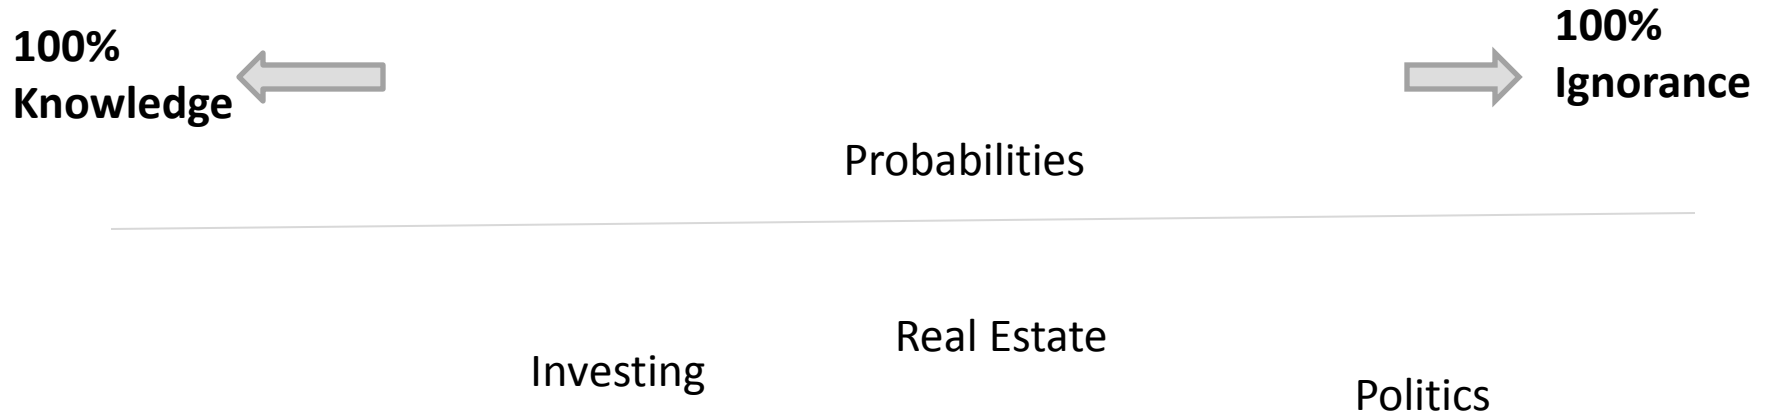 100%
Knowledge
100%
Ignorance
Probabilities
Real Estate
Investing
Politics